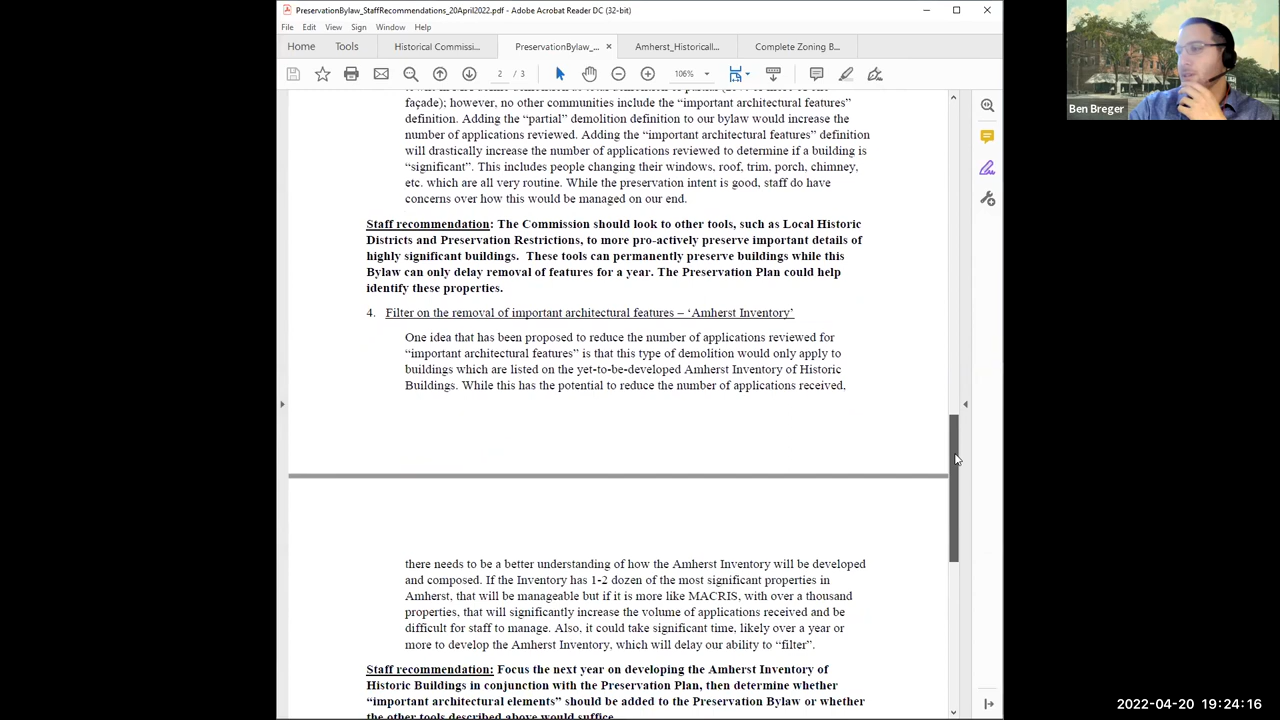 PreservationBylaw_StaffRecommendations_20April2022.pdf - Adobe Acrobat Reader DC (32-bit)
File Edit View Sign Window Help
Home Tools Historical Commissi... PreservationBylaw_... × Amherst_Historicall... Complete Zoning B...
2 / 3 106%
façade); however, no other communities include the “important architectural features”
definition. Adding the “partial” demolition definition to our bylaw would increase the
number of applications reviewed. Adding the “important architectural features” definition
will drastically increase the number of applications reviewed to determine if a building is
“significant”. This includes people changing their windows, roof, trim, porch, chimney,
etc. which are all very routine. While the preservation intent is good, staff do have
concerns over how this would be managed on our end.
Staff recommendation: The Commission should look to other tools, such as Local Historic
Districts and Preservation Restrictions, to more pro-actively preserve important details of
highly significant buildings. These tools can permanently preserve buildings while this
Bylaw can only delay removal of features for a year. The Preservation Plan could help
identify these properties.
4. Filter on the removal of important architectural features – ‘Amherst Inventory’
One idea that has been proposed to reduce the number of applications reviewed for
“important architectural features” is that this type of demolition would only apply to
buildings which are listed on the yet-to-be-developed Amherst Inventory of Historic
Buildings. While this has the potential to reduce the number of applications received,
there needs to be a better understanding of how the Amherst Inventory will be developed
and composed. If the Inventory has 1-2 dozen of the most significant properties in
Amherst, that will be manageable but if it is more like MACRIS, with over a thousand
properties, that will significantly increase the volume of applications received and be
difficult for staff to manage. Also, it could take significant time, likely over a year or
more to develop the Amherst Inventory, which will delay our ability to “filter”.
Staff recommendation: Focus the next year on developing the Amherst Inventory of
Historic Buildings in conjunction with the Preservation Plan, then determine whether
“important architectural elements” should be added to the Preservation Bylaw or whether
the other tools described above would suffice.
Ben Breger
2022-04-20 19:24:16